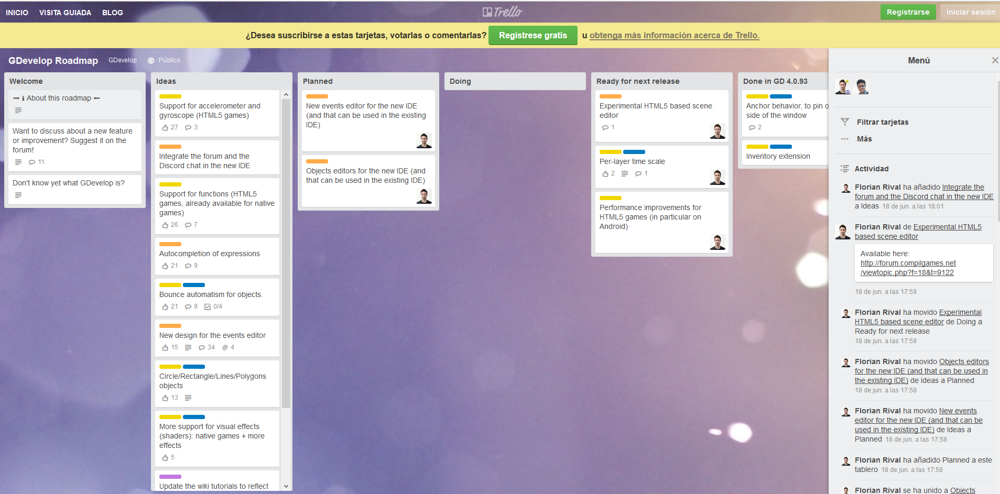 INICIO VISITA GUIADA BLOG
Trello
Registrarse Iniciar sesión
¿Desea suscribirse a estas tarjetas, votarlas o comentarlas? Regístrese gratis u obtenga más información acerca de Trello.
GDevelop Roadmap GDevelop Público
Welcome
ℹ About this roadmap
Want to discuss about a new feature
or improvement? Suggest it on the
forum!
11
Don't know yet what GDevelop is?
Ideas
Support for accelerometer and
gyroscope (HTML5 games)
27 3
Integrate the forum and the
Discord chat in the new IDE
Support for functions (HTML5
games, already available for native
games)
26 7
Autocompletion of expressions
21 9
Bounce automatism for objects.
21 9 0/4
New design for the events editor
15 34 4
Circle/Rectangle/Lines/Polygons
objects
13
More support for visual effects
(shaders): native games + more
effects
5
Update the wiki tutorials to reflect
Planned
New events editor for the new IDE
(and that can be used in the existing
IDE)
Objects editors for the new IDE (and
that can be used in the existing IDE)
Doing
Ready for next release
Experimental HTML5 based scene
editor
1
Per-layer time scale
2 1
Performance improvements for
HTML5 games (in particular on
Android)
Done in GD 4.0.93
Anchor behavior, to pin o
side of the window
2
Inventory extension
Menú
Filtrar tarjetas
Más
Actividad
Florian Rival ha añadido Integrate the
forum and the Discord chat in the new IDE
a Ideas 18 de jun. a las 18:01
Florian Rival de Experimental HTML5
based scene editor
Available here:
http://forum.compilgames.net
/viewtopic.php?f=18&t=9122
18 de jun. a las 17:59
Florian Rival ha movido Experimental
HTML5 based scene editor de Doing a
Ready for next release
18 de jun. a las 17:59
Florian Rival ha movido Objects editors
for the new IDE (and that can be used in
the existing IDE) de Ideas a Planned
18 de jun. a las 17:58
Florian Rival ha movido New events
editor for the new IDE (and that can be
used in the existing IDE) de Ideas a
Planned 18 de jun. a las 17:58
Florian Rival ha añadido Planned a este
tablero 18 de jun. a las 17:58
Florian Rival se ha unido a Objects